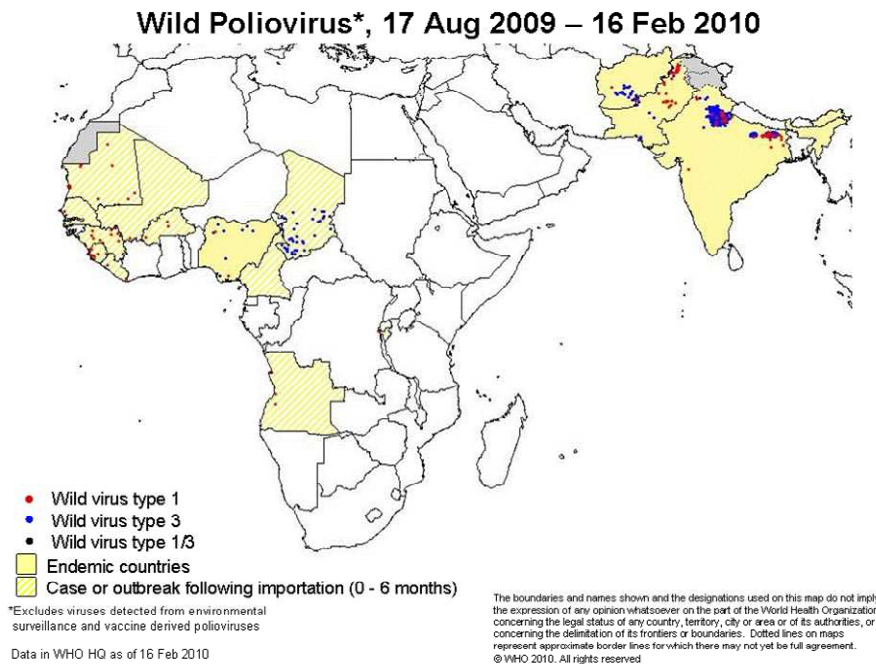 Wild Poliovirus*, 17 Aug 2009 – 16 Feb 2010
Wild virus type 1
Wild virus type 3
Wild virus type 1/3
Endemic countries
Case or outbreak following importation (0 - 6 months)
*Excludes viruses detected from environmental
surveillance and vaccine derived polioviruses
Data in WHO HQ as of 16 Feb 2010
The boundaries and names shown and the designations used on this map do not imply
the expression of any opinion whatsoever on the part of the World Health Organization
concerning the legal status of any country, territory, city or area or of its authorities, or
concerning the delimitation of its frontiers or boundaries. Dotted lines on maps
represent approximate border lines for which there may not yet be full agreement.
© WHO 2010. All rights reserved